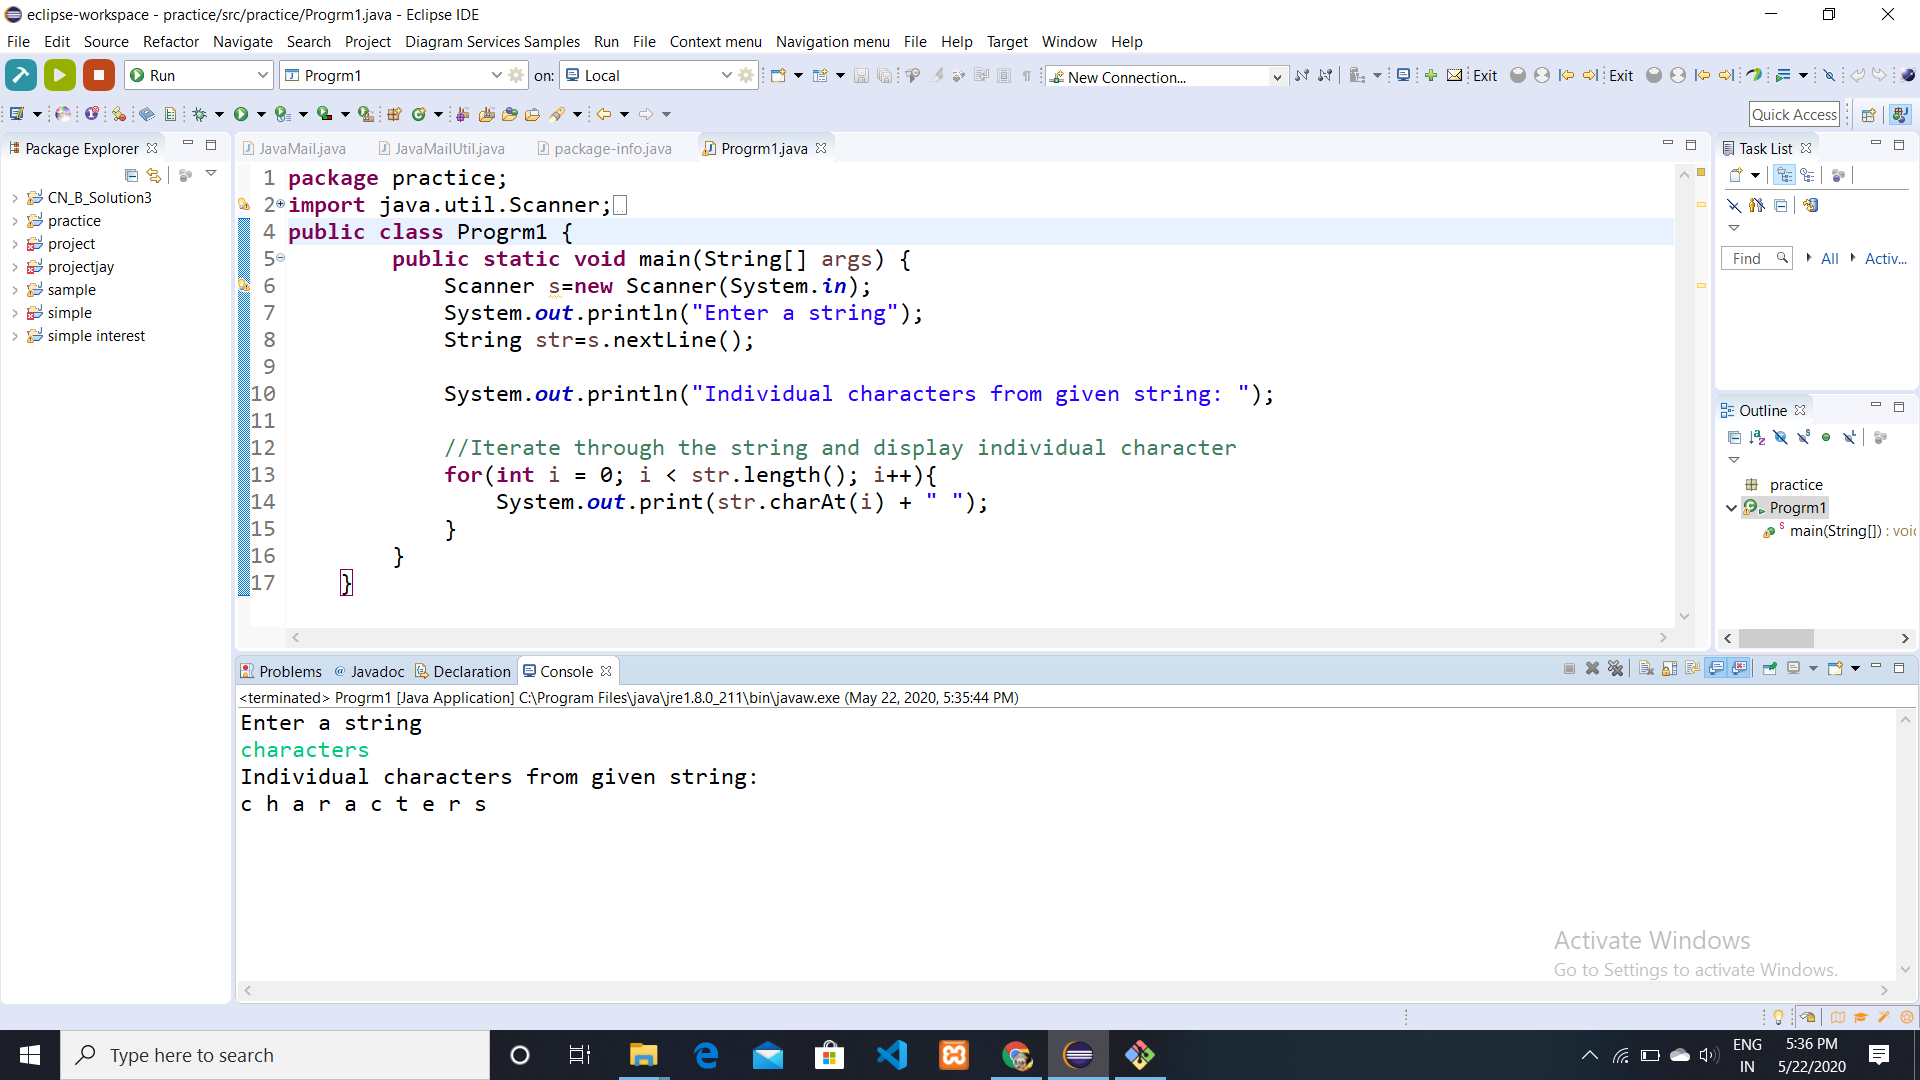 eclipse-workspace - practice/src/practice/Progrm1.java - Eclipse IDE
File Edit Source Refactor Navigate Search Project Diagram Services Samples Run File Context menu Navigation menu File Help Target Window Help
Run Progrm1 on: Local New Connection... Exit Exit
Quick Access
Package Explorer
CN_B_Solution3
practice
project
projectjay
sample
simple
simple interest
JavaMail.java JavaMailUtil.java package-info.java Progrm1.java
1 package practice;
2 import java.util.Scanner;
4 public class Progrm1 {
5 public static void main(String[] args) {
6 Scanner s=new Scanner(System.in);
7 System.out.println("Enter a string");
8 String str=s.nextLine();
9
10 System.out.println("Individual characters from given string: ");
11
12 //Iterate through the string and display individual character
13 for(int i = 0; i < str.length(); i++){
14 System.out.print(str.charAt(i) + " ");
15 }
16 }
17 }
Task List
Find All Activ...
Outline
practice
Progrm1
main(String[]) : voi
Problems Javadoc Declaration Console
<terminated> Progrm1 [Java Application] C:\Program Files\java\jre1.8.0_211\bin\javaw.exe (May 22, 2020, 5:35:44 PM)
Enter a string
characters
Individual characters from given string:
c h a r a c t e r s
Activate Windows
Go to Settings to activate Windows.
Type here to search
ENG
IN
5:36 PM
5/22/2020